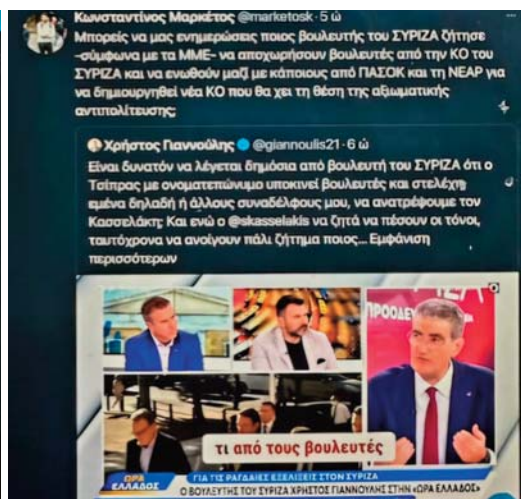 Κωνσταντίνος Μαρκέτος @marketosk · 5 ώ
Μπορείς να μας ενημερώσεις ποιος βουλευτής του ΣΥΡΙΖΑ ζήτησε
-σύμφωνα με τα ΜΜΕ- να αποχωρήσουν βουλευτές από την ΚΟ του
ΣΥΡΙΖΑ και να ενωθούν μαζί με κάποιους από ΠΑΣΟΚ και τη ΝΕΑΡ για
να δημιουργηθεί νέα ΚΟ που θα χει τη θέση της αξιωματικής
αντιπολίτευσης;
Χρήστος Γιαννούλης @giannoulis21 · 6 ώ
Είναι δυνατόν να λέγεται δημόσια από βουλευτή του ΣΥΡΙΖΑ ότι ο
Τσίπρας με ονοματεπώνυμο υποκινεί βουλευτές και στελέχη,
εμένα δηλαδή ή άλλους συναδέλφους μου, να ανατρέψουμε τον
Κασσελάκη; Και ενώ ο @skasselakis να ζητά να πέσουν οι τόνοι,
ταυτόχρονα να ανοίγουν πάλι ζήτημα ποιος... Εμφάνιση
περισσότερων
ΠΡΟΟΔΕΥ
τι από τους βουλευτές
ΩΡΑ
ΕΛΛΑΔΟΣ
ΓΙΑ ΤΙΣ ΡΑΓΔΑΙΕΣ ΕΞΕΛΙΞΕΙΣ ΣΤΟΝ ΣΥΡΙΖΑ
Ο ΒΟΥΛΕΥΤΗΣ ΤΟΥ ΣΥΡΙΖΑ ΧΡΗΣΤΟΣ ΓΙΑΝΝΟΥΛΗΣ ΣΤΗΝ «ΩΡΑ ΕΛΛΑΔΟΣ»